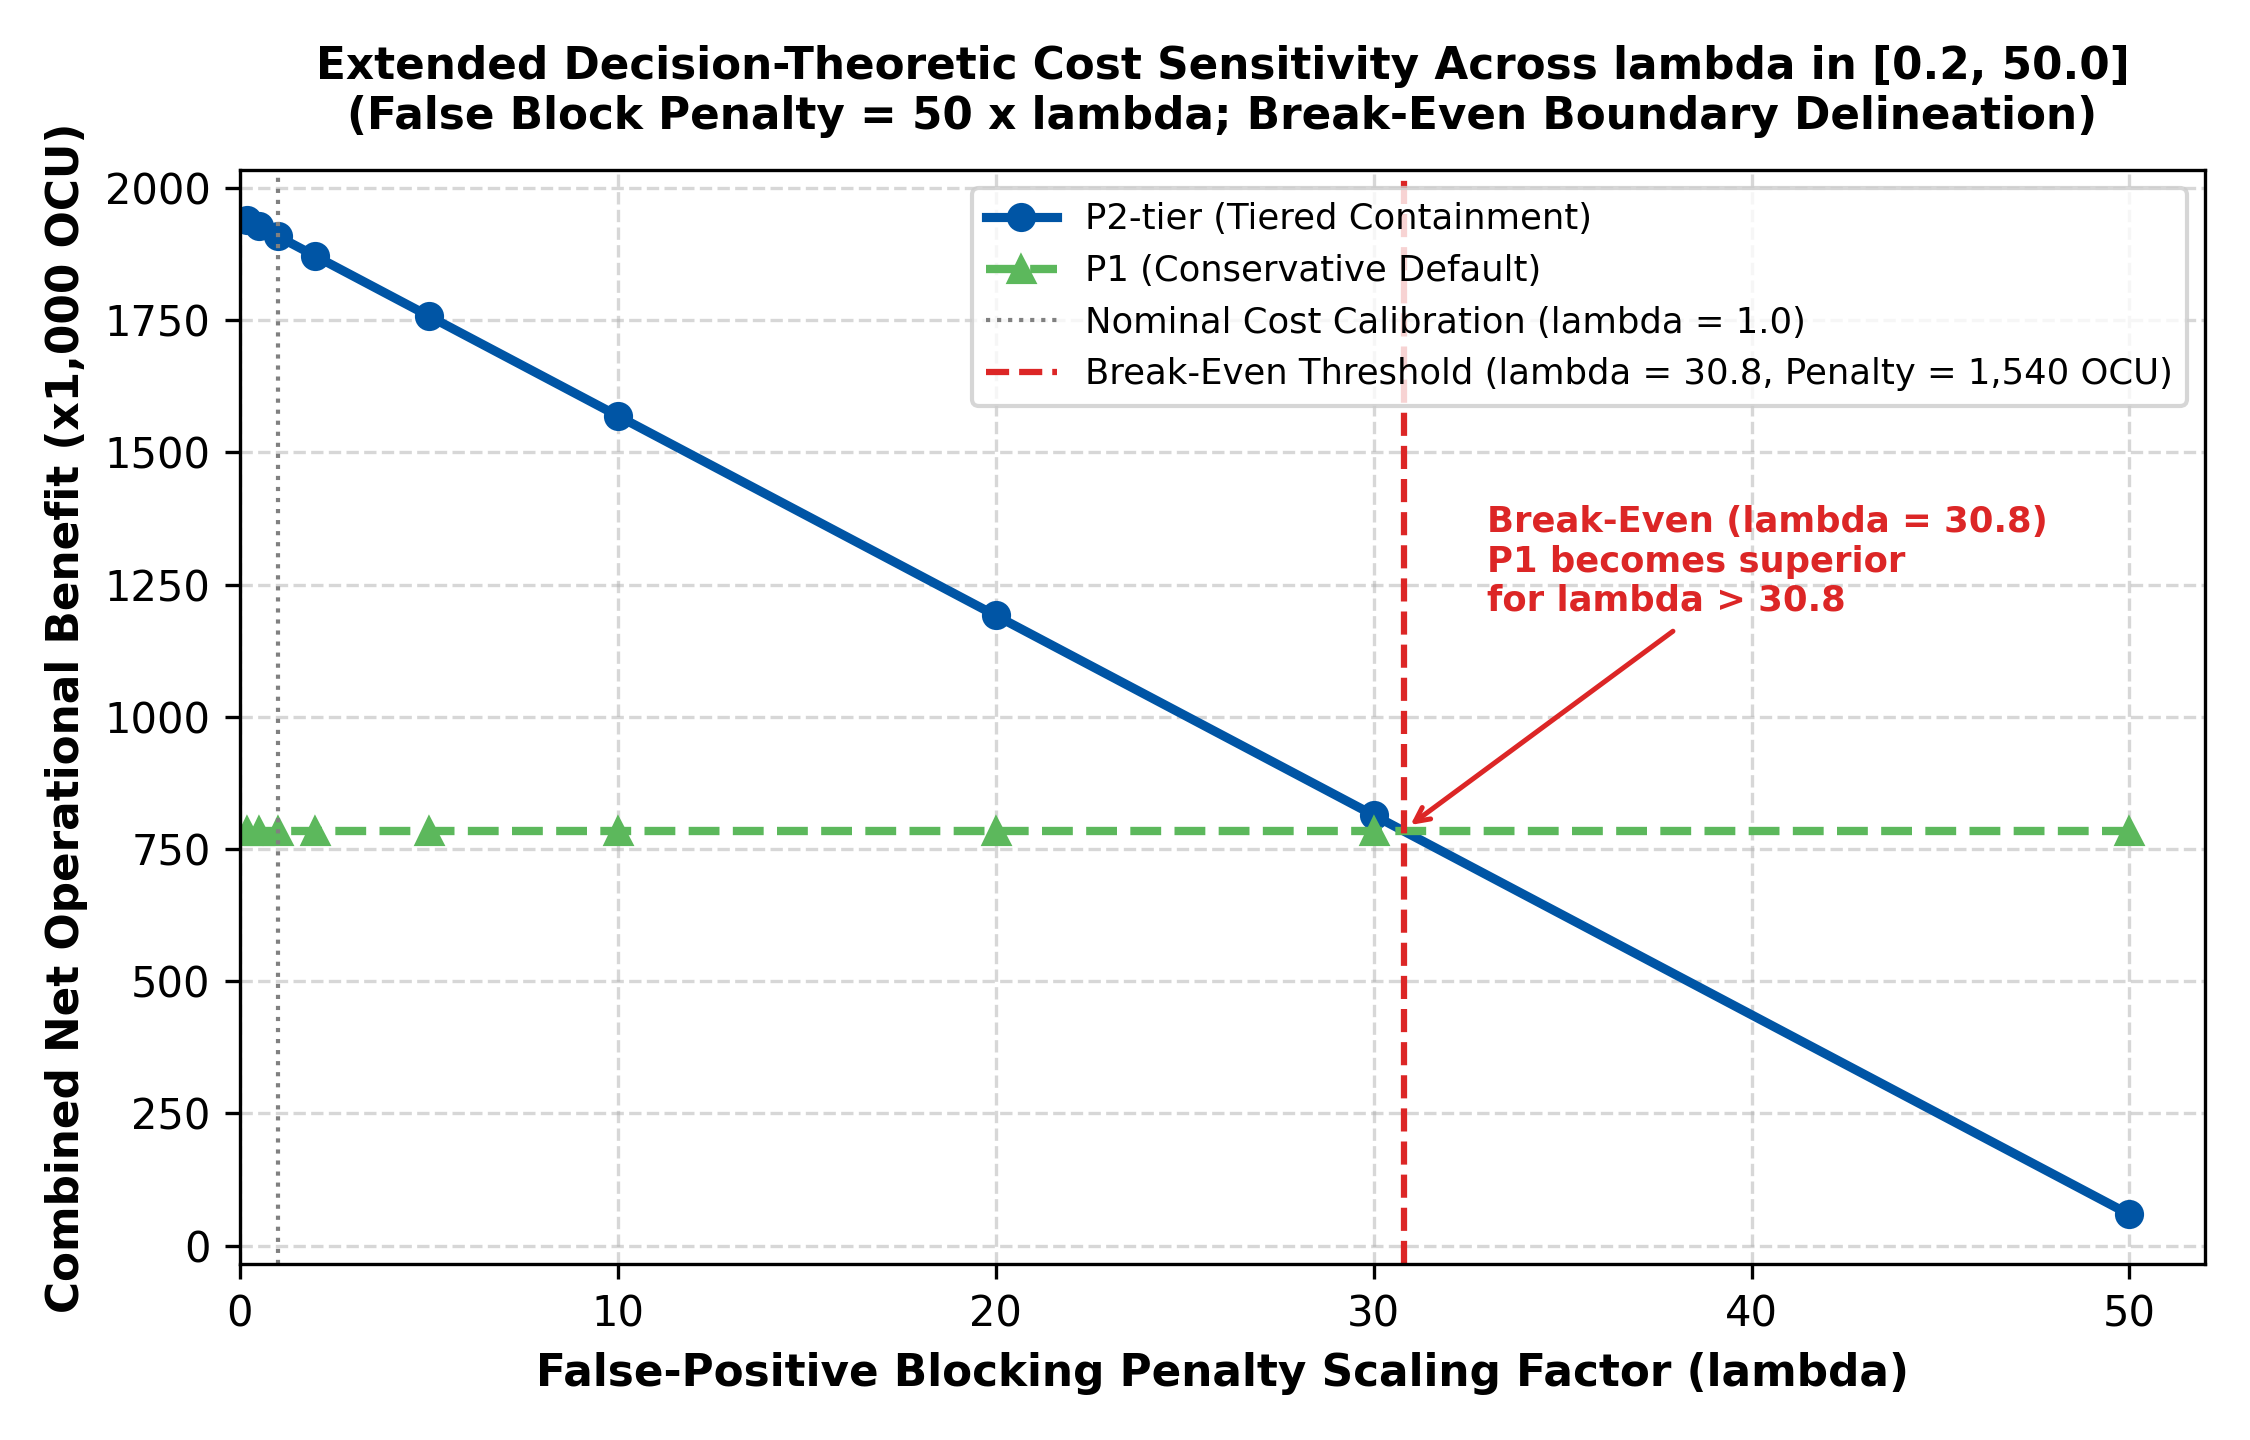 Extended Decision-Theoretic Cost Sensitivity Across lambda in [0.2, 50.0]
(False Block Penalty = 50 x lambda; Break-Even Boundary Delineation)
Combined Net Operational Benefit (x1,000 OCU)
2000
1750
1500
1250
1000
750
500
250
0
P2-tier (Tiered Containment)
P1 (Conservative Default)
Nominal Cost Calibration (lambda = 1.0)
Break-Even Threshold (lambda = 30.8, Penalty = 1,540 OCU)
Break-Even (lambda = 30.8)
P1 becomes superior
for lambda > 30.8
0 10 20 30 40 50
False-Positive Blocking Penalty Scaling Factor (lambda)